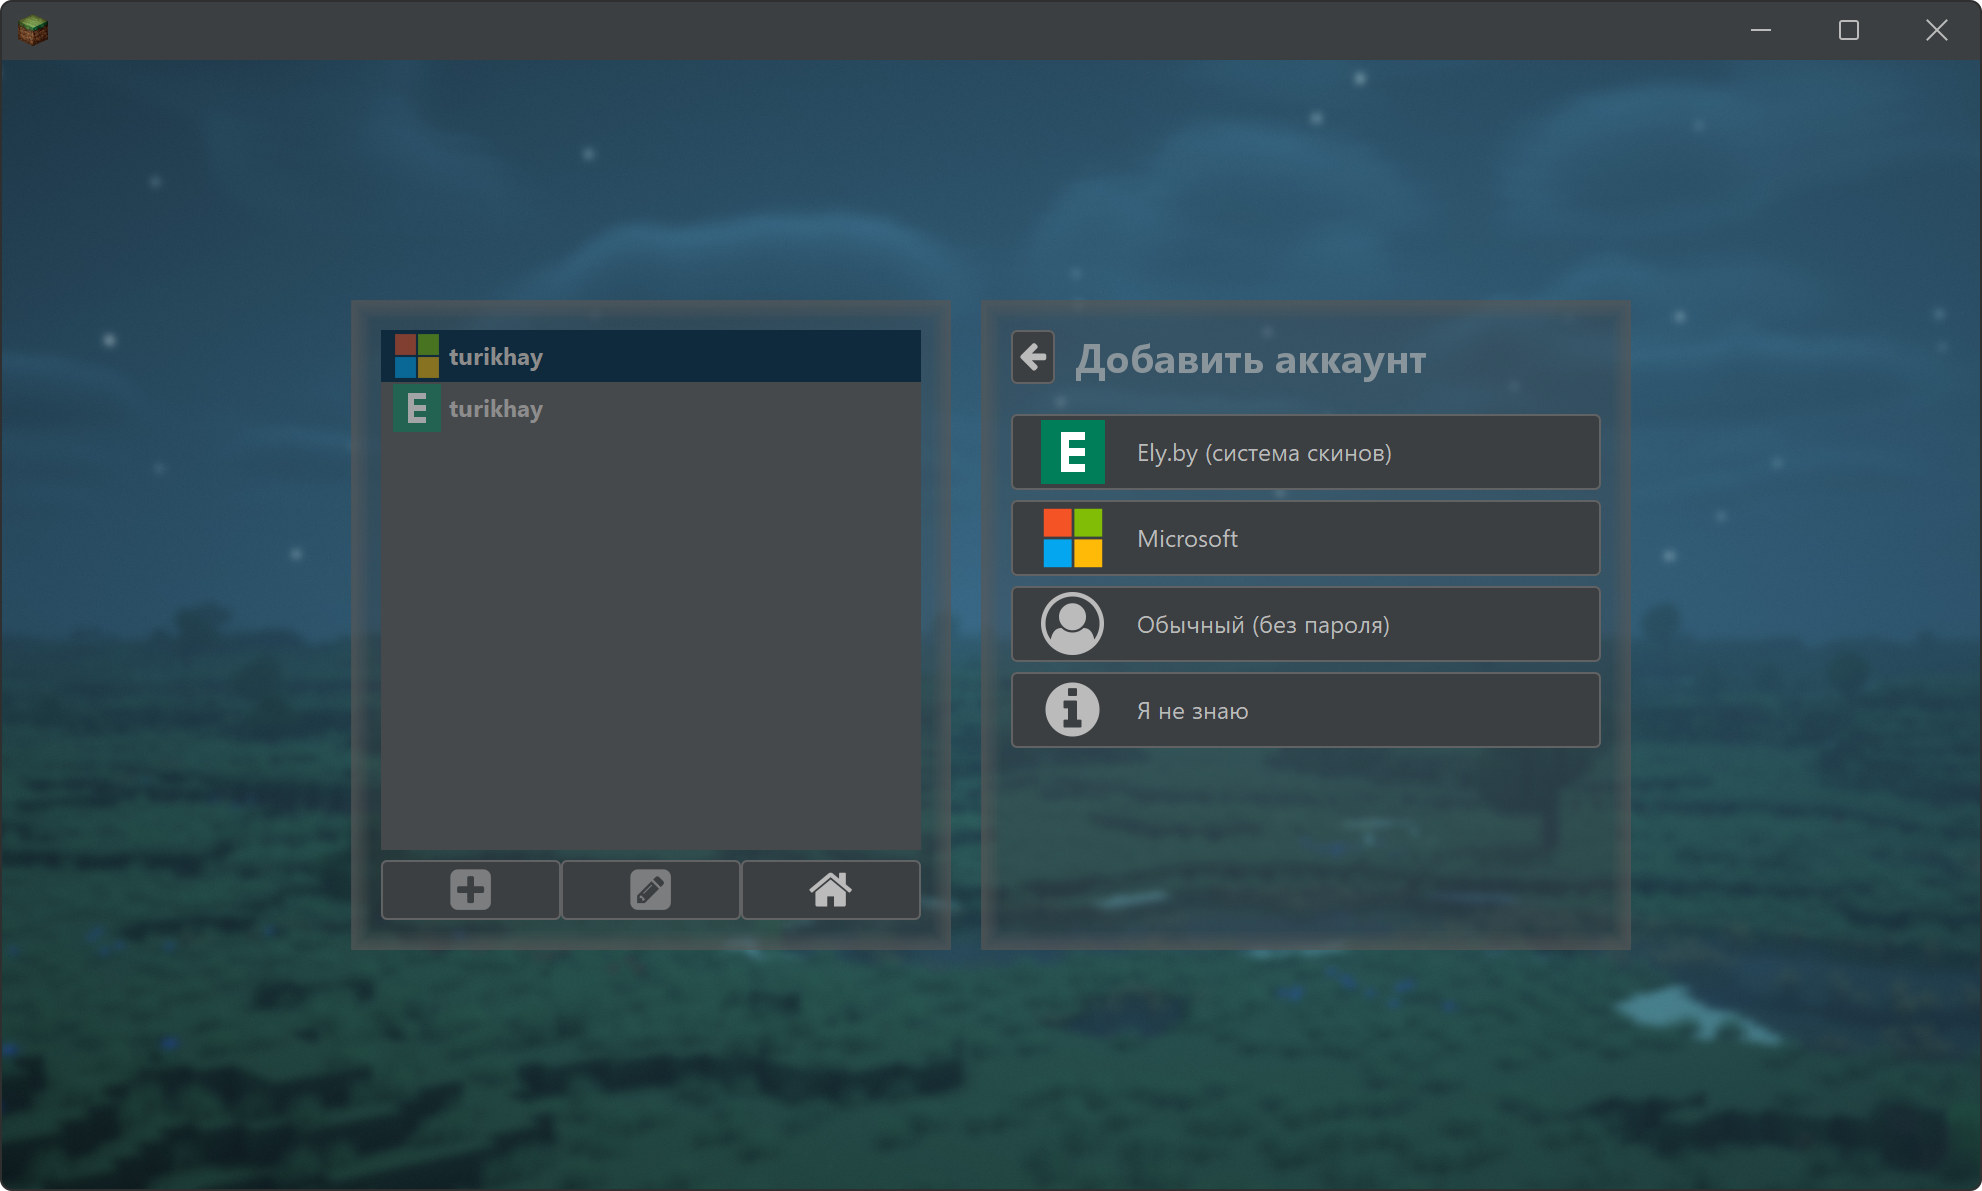 turikhay
E turikhay
Добавить аккаунт
E Ely.by (система скинов)
Microsoft
Обычный (без пароля)
Я не знаю